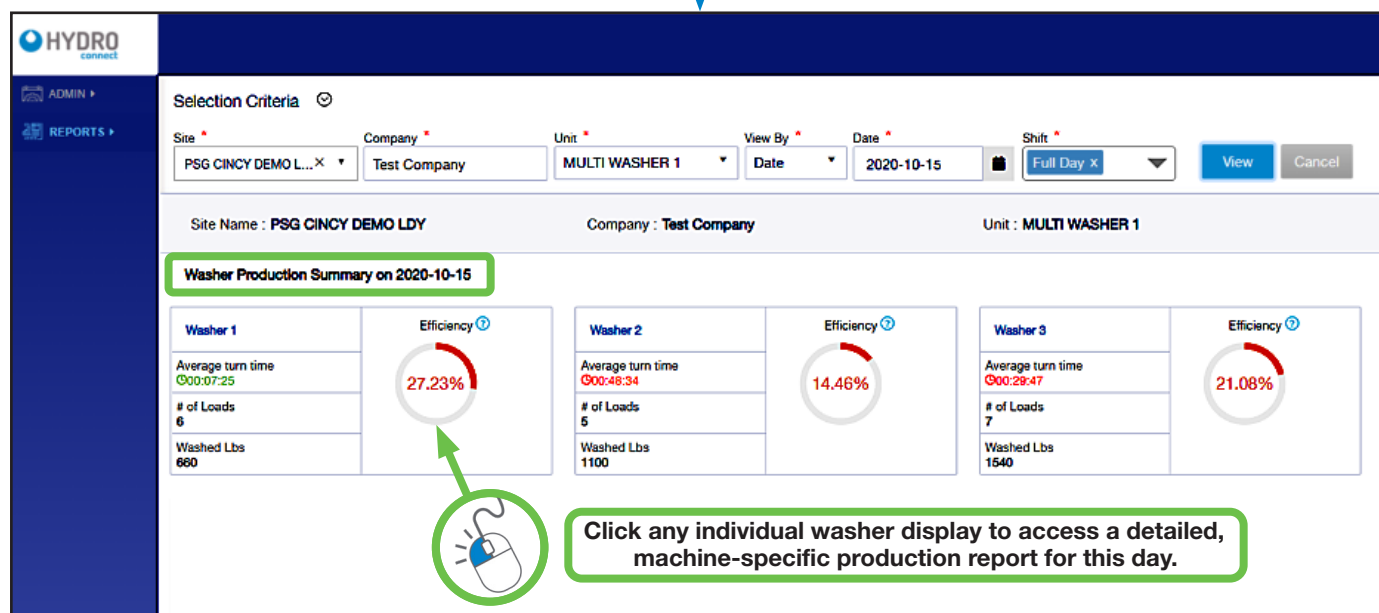 HYDRO
connect
ADMIN
REPORTS
Selection Criteria
Site * Company * Unit * View By * Date * Shift *
PSG CINCY DEMO L...× Test Company MULTI WASHER 1 Date 2020-10-15 Full Day x View Cancel
Site Name : PSG CINCY DEMO LDY Company : Test Company Unit : MULTI WASHER 1
Washer Production Summary on 2020-10-15
Washer 1
Efficiency ?
Average turn time
00:07:25
27.23%
# of Loads
6
Washed Lbs
660
Washer 2
Efficiency ?
Average turn time
00:48:34
14.46%
# of Loads
5
Washed Lbs
1100
Washer 3
Efficiency ?
Average turn time
00:29:47
21.08%
# of Loads
7
Washed Lbs
1540
Click any individual washer display to access a detailed,
machine-specific production report for this day.